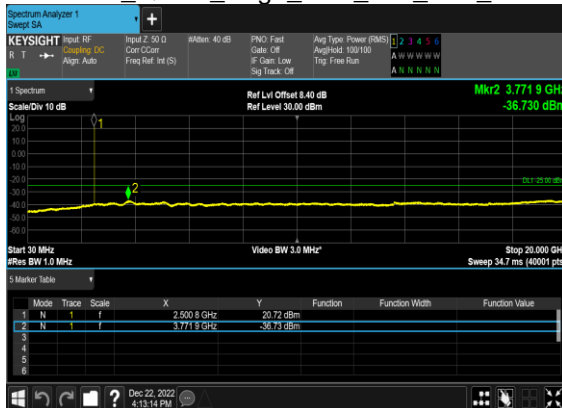 Spectrum Analyzer 1
Swept SA
+
KEYSIGHT Input: RF Input Z: 50 Ω #Atten: 40 dB PNO: Fast Avg Type: Power (RMS) 1 2 3 4 5 6
R T Coupling: DC Corr CCorr Gate: Off Avg|Hold: 100/100 A W W W W W
Align: Auto Freq Ref: Int (S) IF Gain: Low Trig: Free Run
LXI Sig Track: Off A N N N N N
1 Spectrum Ref Lvl Offset 8.40 dB Mkr2 3.771 9 GHz
Scale/Div 10 dB Ref Level 30.00 dBm -36.730 dBm
Log
20.0
10.0
0.00
-10.0
-20.0
-30.0
-40.0
-50.0
-60.0
1
2
DL1 -25.00 dBm
Start 30 MHz Video BW 3.0 MHz* Stop 20.000 GHz
#Res BW 1.0 MHz Sweep 34.7 ms (40001 pts)
5 Marker Table
Mode Trace Scale X Y Function Function Width Function Value
1 N 1 f 2.500 8 GHz 20.72 dBm
2 N 1 f 3.771 9 GHz -36.73 dBm
3
4
5
6
? Dec 22, 2022
4:13:14 PM